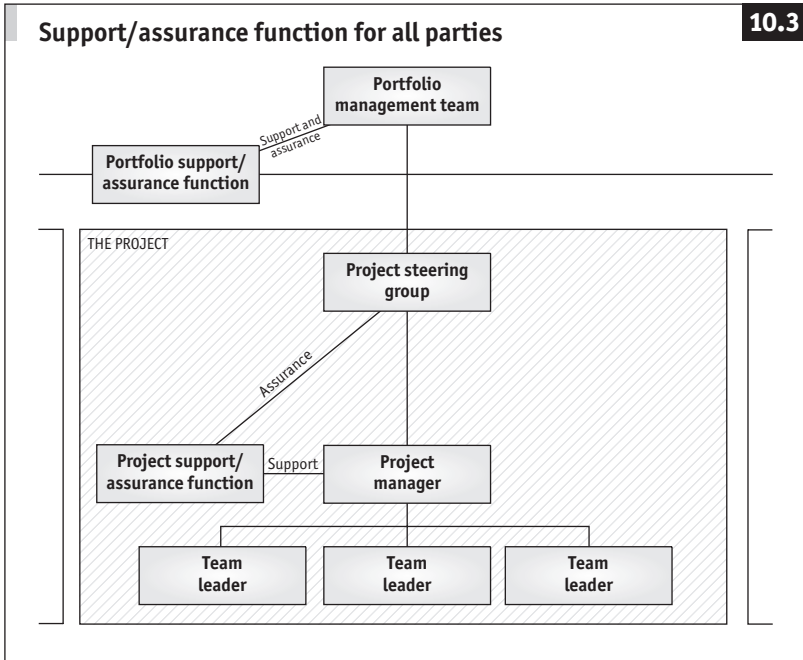 Support/assurance function for all parties
10.3
Portfolio
management team
Support and
assurance
Portfolio support/
assurance function
THE PROJECT
Project steering
group
Assurance
Project support/
assurance function
Support
Project
manager
Team
leader
Team
leader
Team
leader